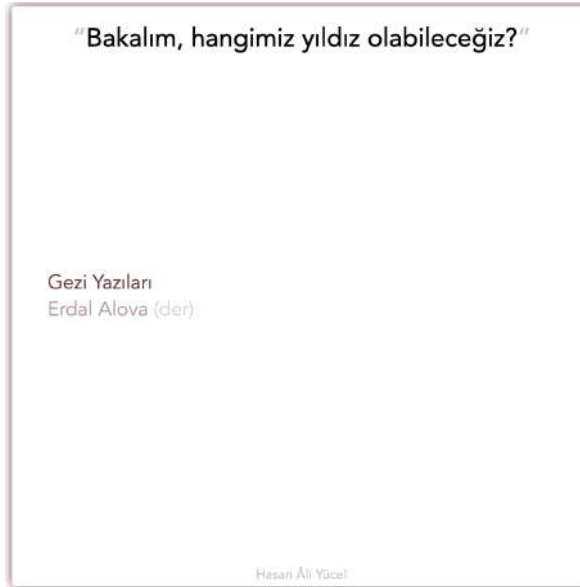 "Bakalım, hangimiz yıldız olabileceğiz?"
Gezi Yazıları
Erdal Alova (der)
Hasan Âli Yücel